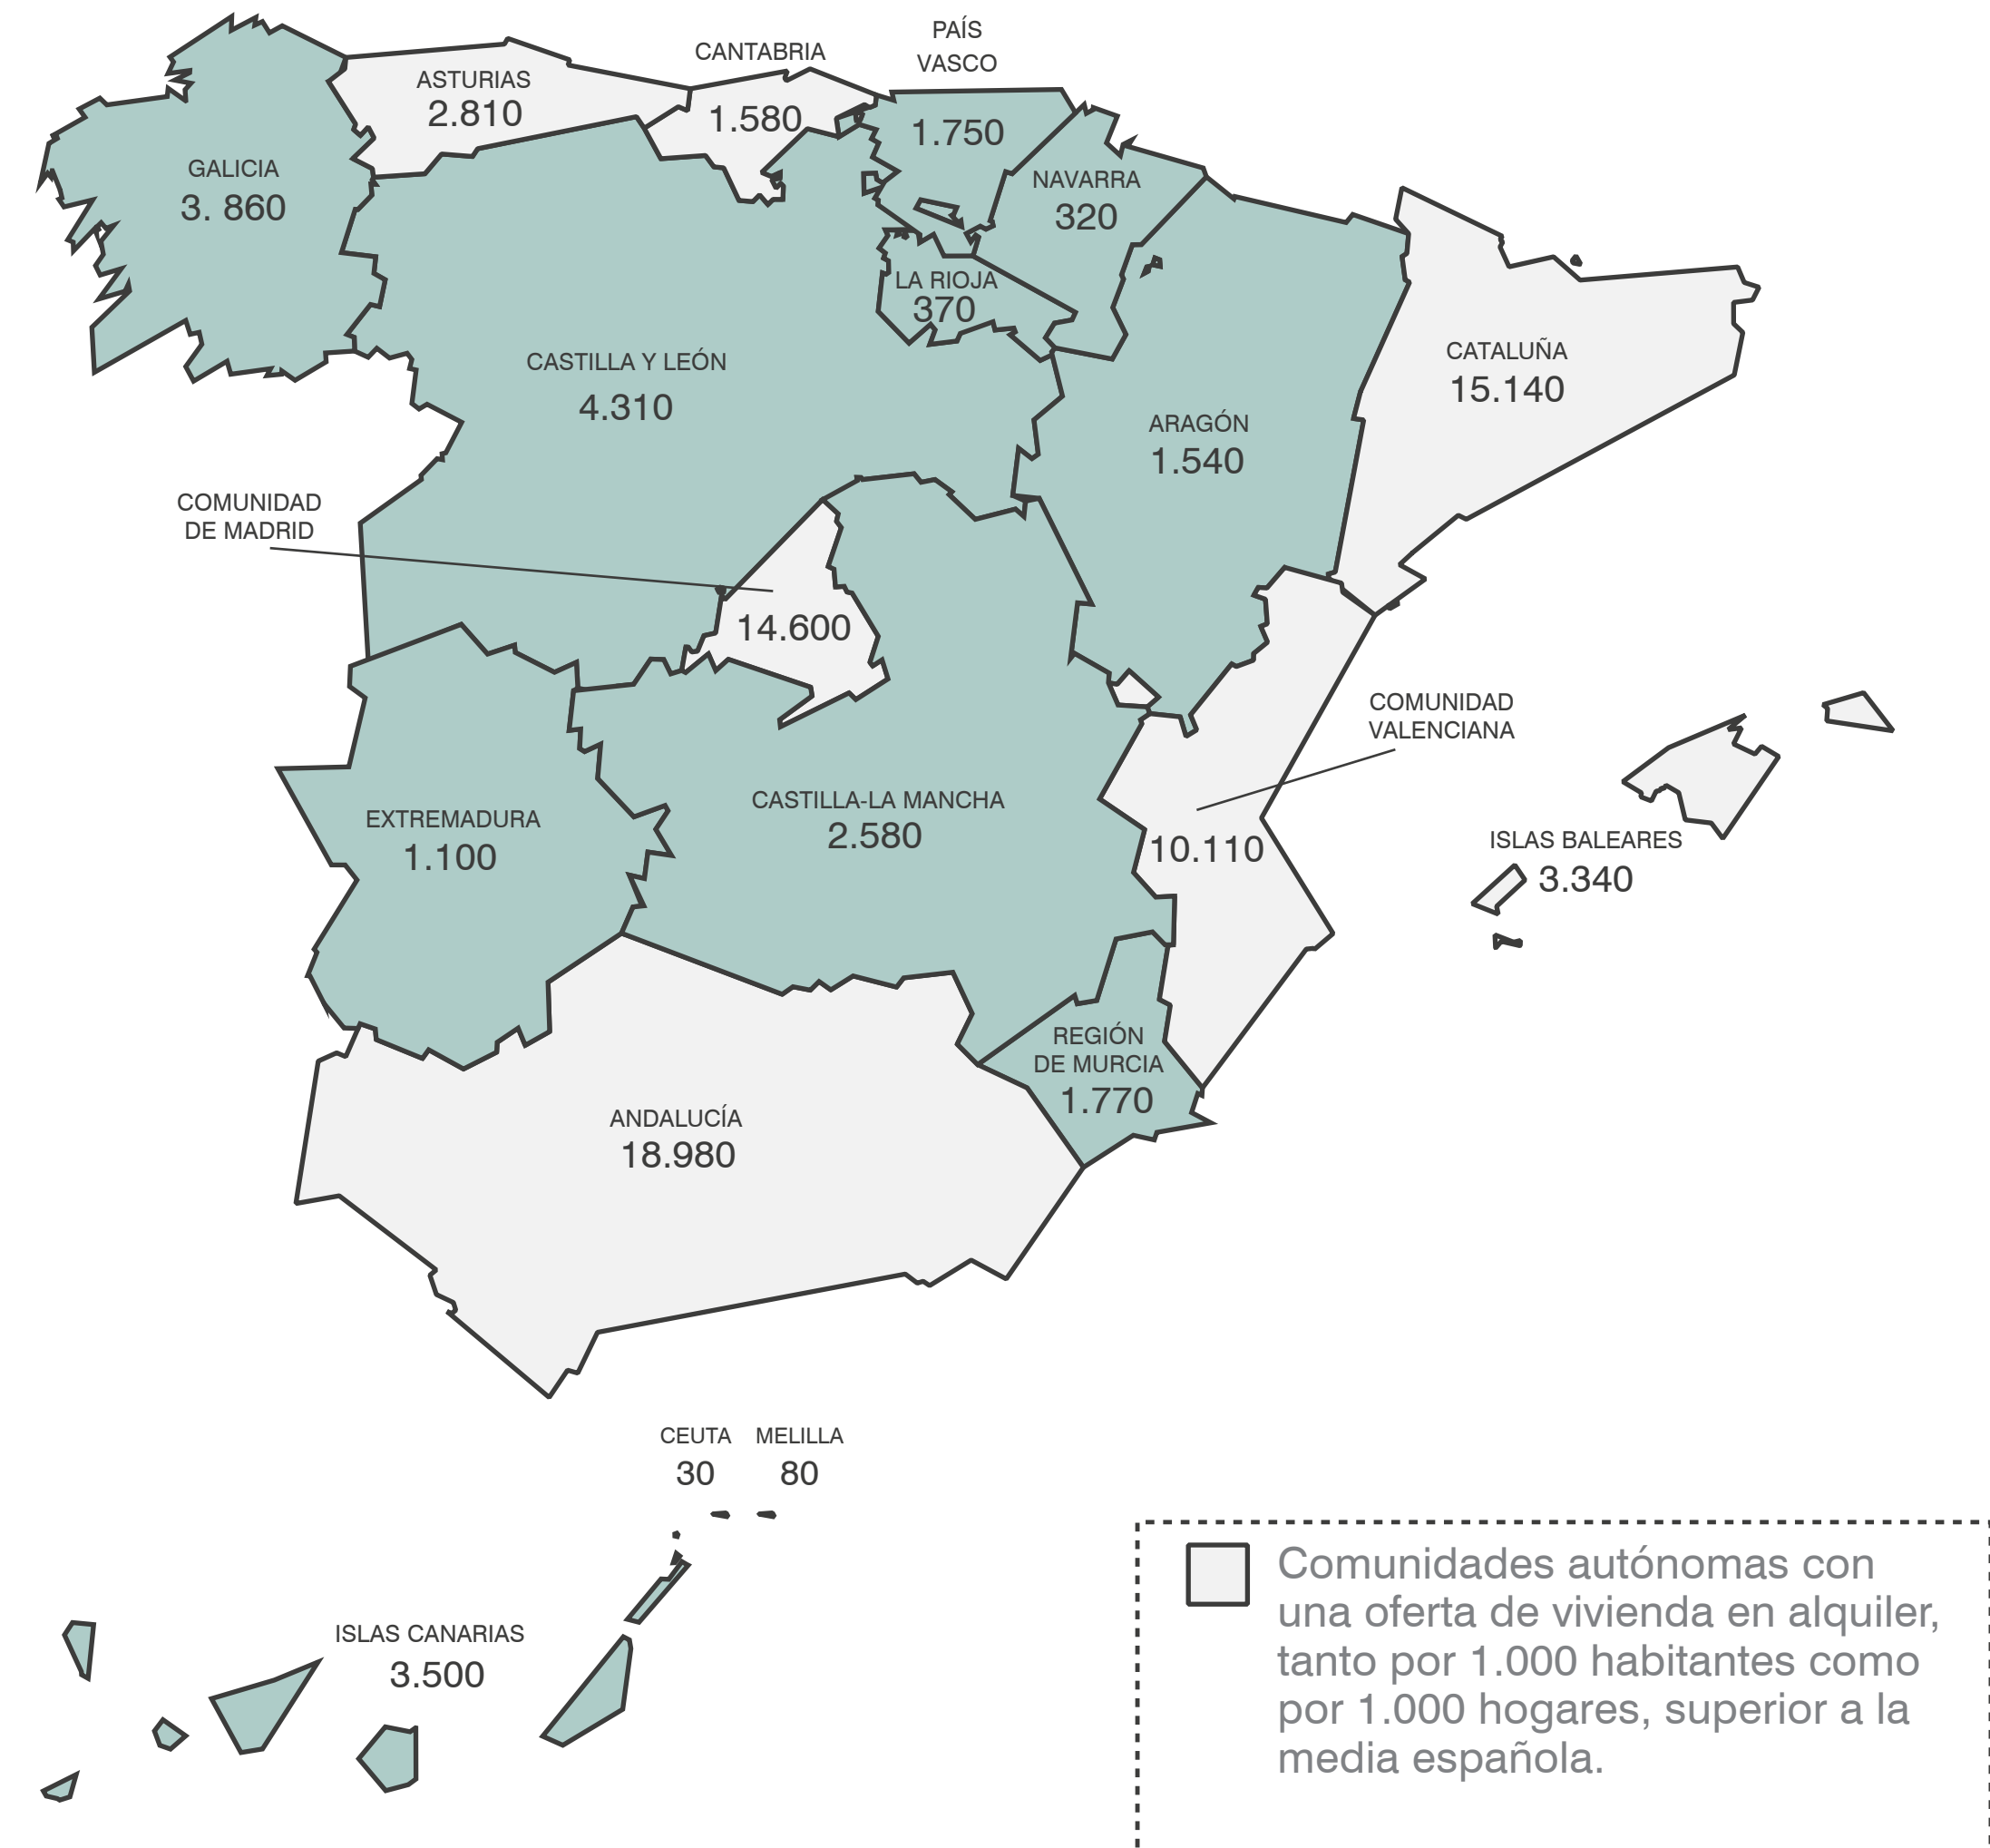 PAÍS
VASCO
CANTABRIA
ASTURIAS
2.810
1.580
1.750
GALICIA
3. 860
NAVARRA
320
LA RIOJA
370
CATALUÑA
15.140
CASTILLA Y LEÓN
4.310
ARAGÓN
1.540
COMUNIDAD
DE MADRID
14.600
COMUNIDAD
VALENCIANA
10.110
CASTILLA-LA MANCHA
2.580
EXTREMADURA
1.100
ISLAS BALEARES
3.340
REGIÓN
DE MURCIA
1.770
ANDALUCÍA
18.980
CEUTA
30
MELILLA
80
ISLAS CANARIAS
3.500
Comunidades autónomas con
una oferta de vivienda en alquiler,
tanto por 1.000 habitantes como
por 1.000 hogares, superior a la
media española.